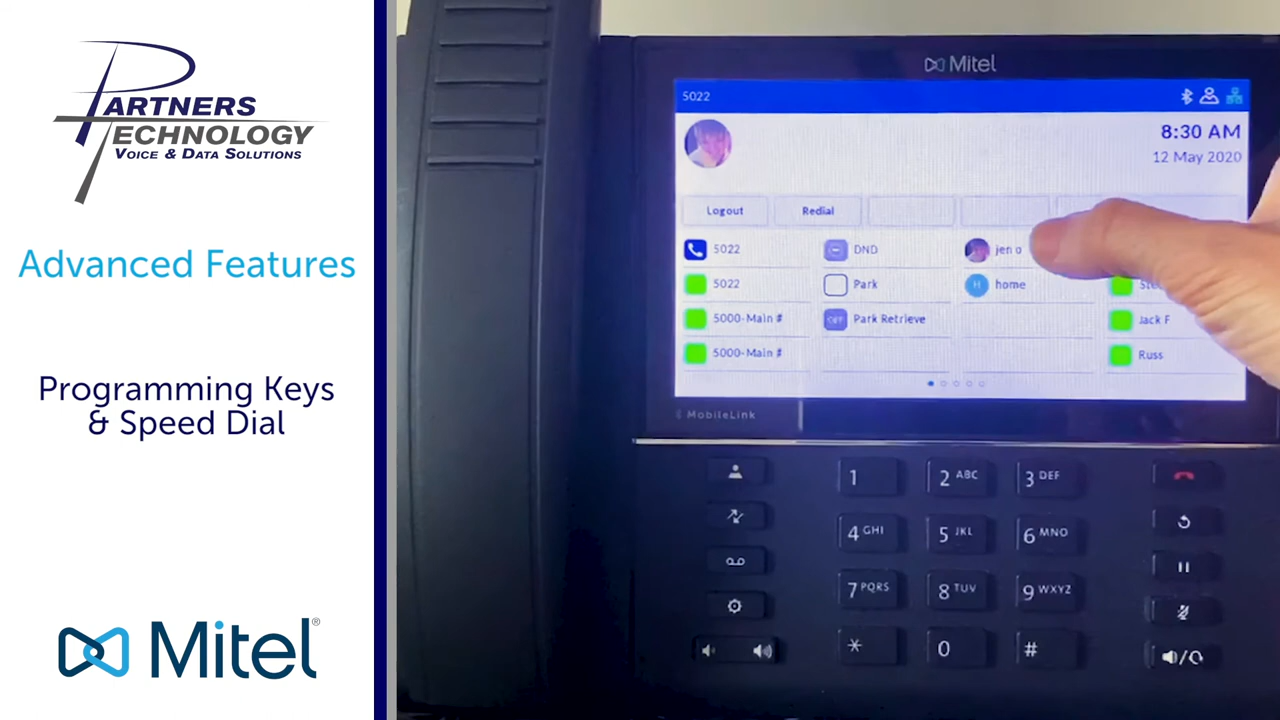 PARTNERS
TECHNOLOGY
VOICE & DATA SOLUTIONS
Advanced Features
Programming Keys
& Speed Dial
Mitel®
Mitel
5022
8:30 AM
12 May 2020
Logout Redial
5022 DND jen o
5022 Park H home
5000-Main # Park Retrieve Jack F
5000-Main # Russ
MobileLink
1 2 ABC 3 DEF
4 GHI 5 JKL 6 MNO
7 PQRS 8 TUV 9 WXYZ
* 0 #